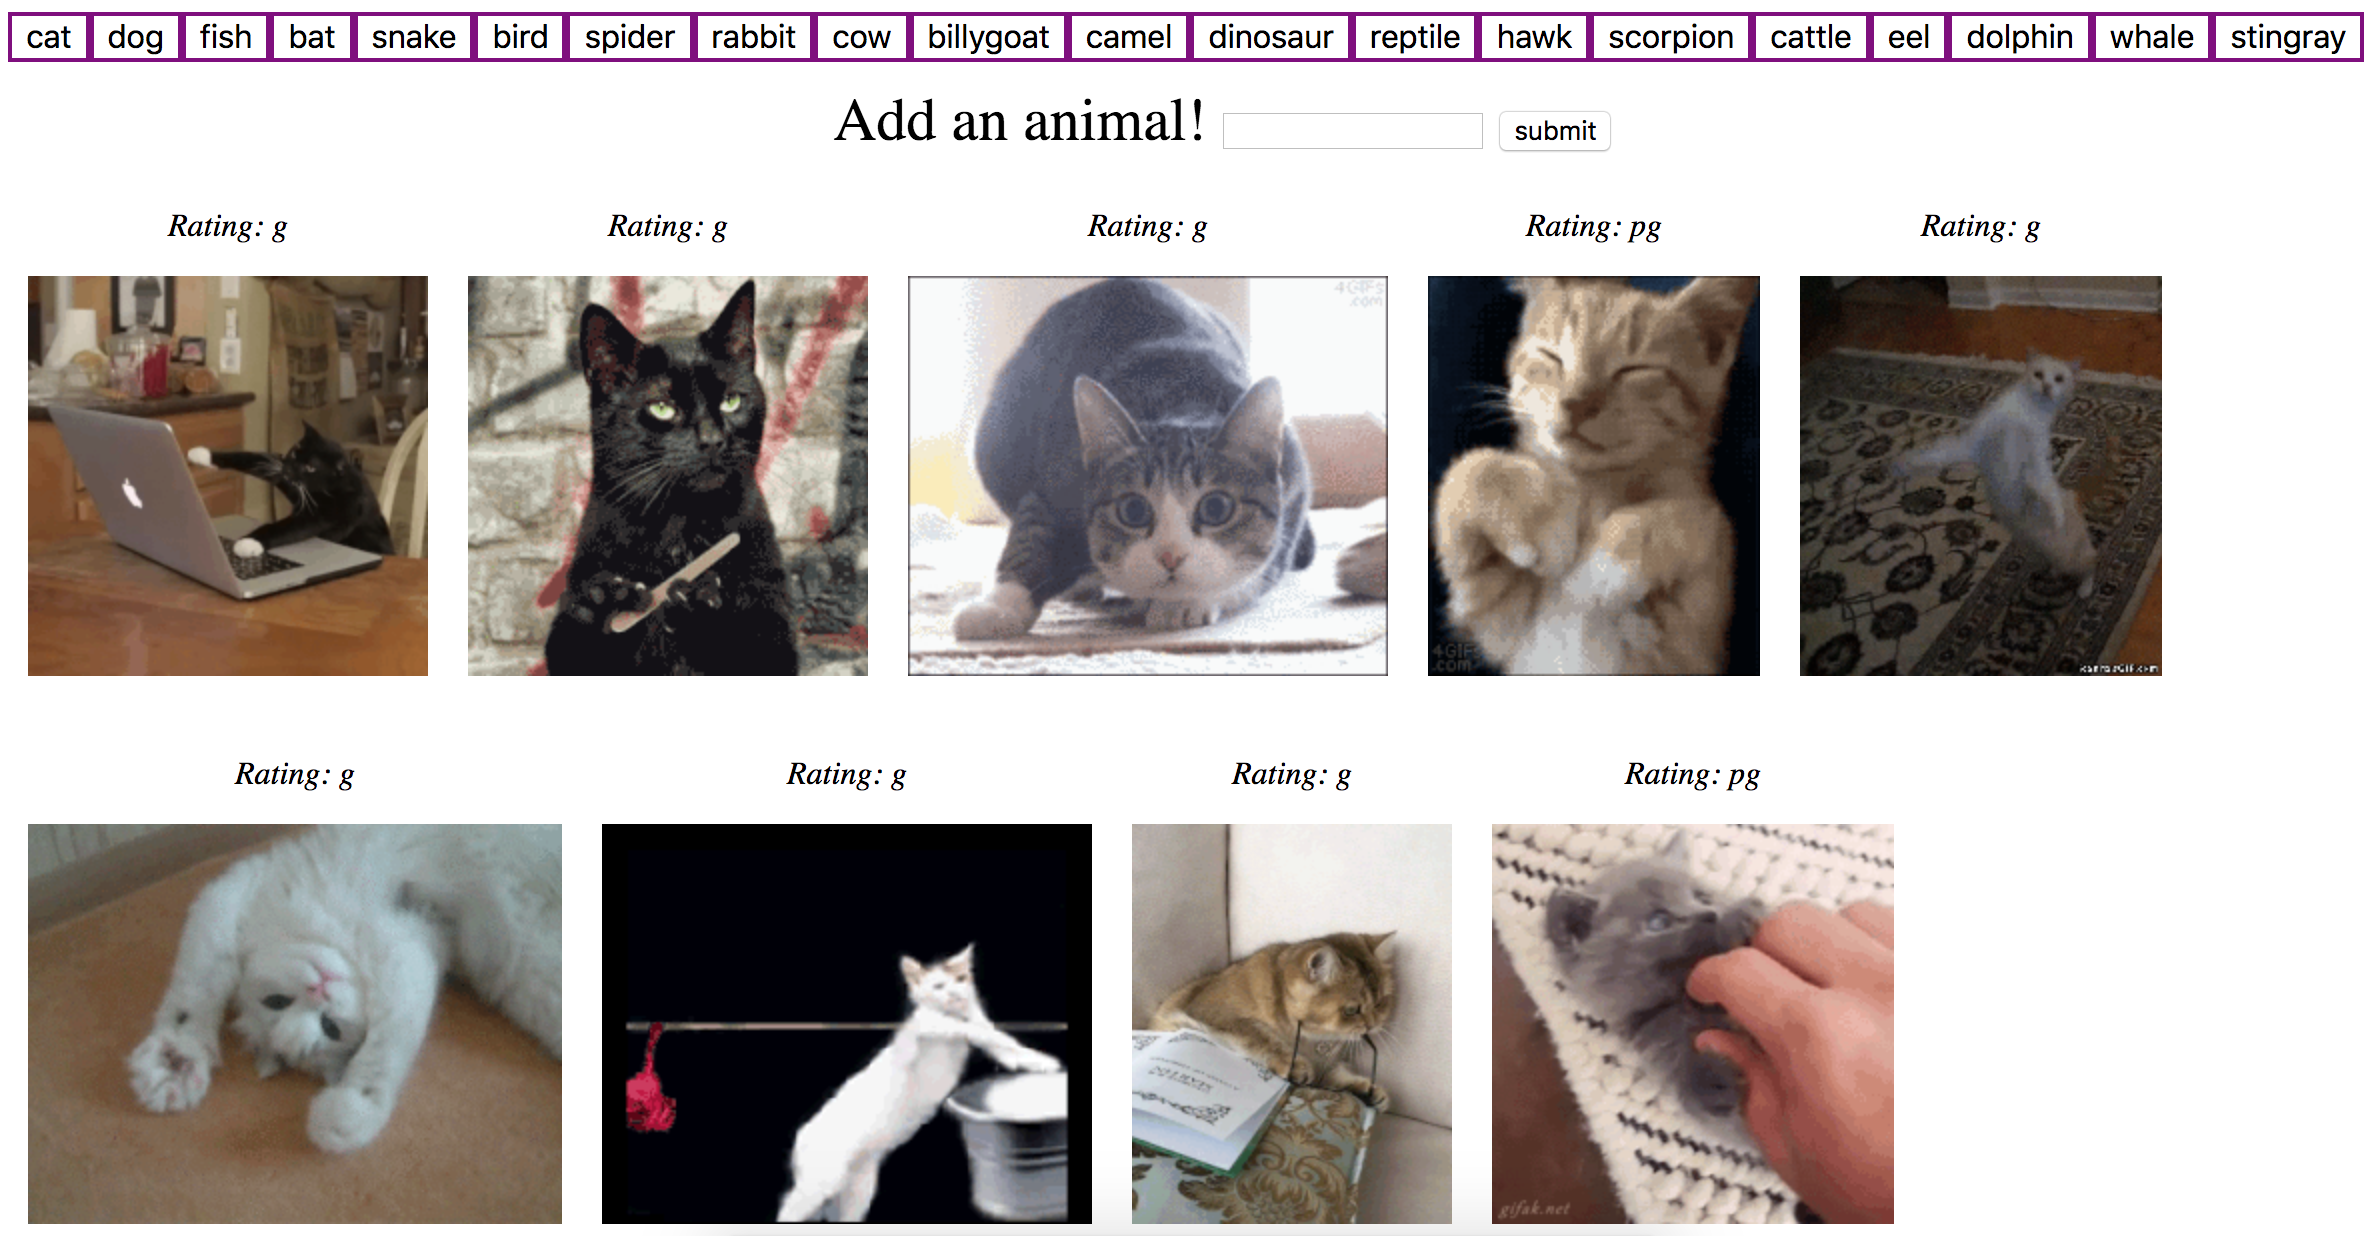 cat dog fish bat snake bird spider rabbit cow billygoat camel dinosaur reptile hawk scorpion cattle eel dolphin whale stingray
Add an animal! submit
Rating: g Rating: g Rating: g Rating: pg Rating: g
4GIFs
.com
4GIFs
.com
Rating: g Rating: g Rating: g Rating: pg
gifak.net